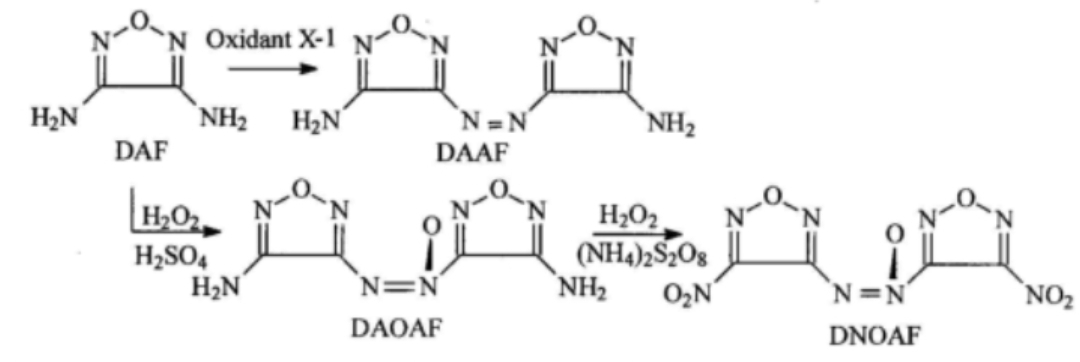 O O O
N N Oxidant X-1 N N N N
H₂N NH₂ H₂N N=N NH₂
DAF DAAF
H₂O₂
H₂SO₄
O O
N N O N N
H₂N N=N NH₂
DAOAF
H₂O₂
(NH₄)₂S₂O₈
O O
N N O N N
O₂N N=N NO₂
DNOAF